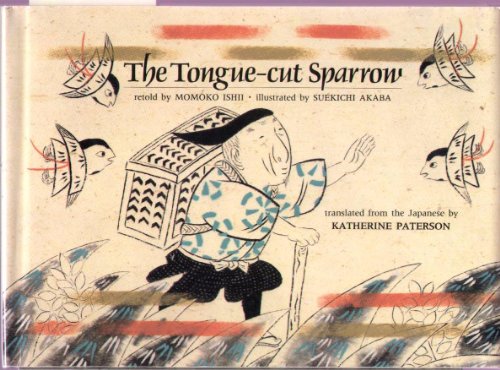 The Tongue-cut Sparrow
retold by MOMOKO ISHII · illustrated by SUEKICHI AKABA
translated from the Japanese by
KATHERINE PATERSON